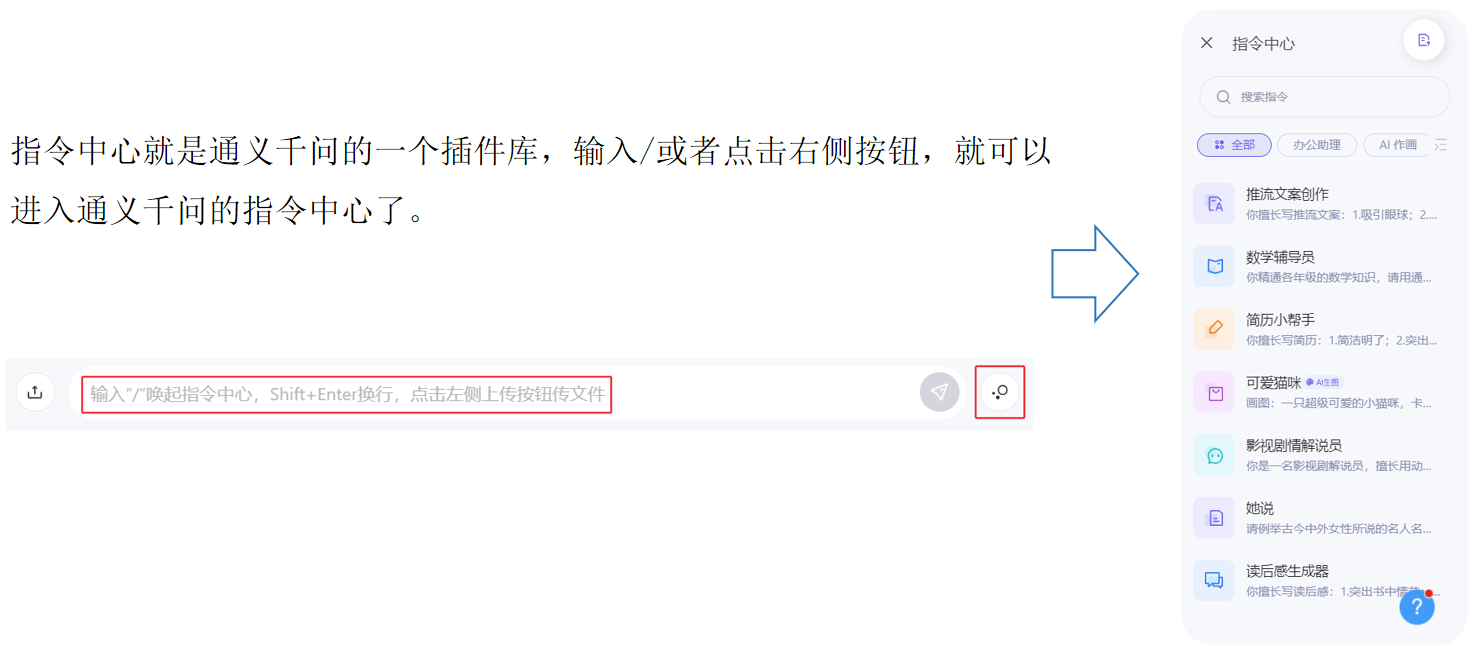 指令中心就是通义千问的一个插件库，输入/或者点击右侧按钮，就可以
进入通义千问的指令中心了。
输入“/”唤起指令中心，Shift+Enter换行，点击左侧上传按钮传文件
指令中心
搜索指令
全部 办公助理 AI 作画
推流文案创作
你擅长写推流文案：1.吸引眼球；2....
数学辅导员
你精通各年级的数学知识，请用通...
简历小帮手
你擅长写简历：1.简洁明了；2.突出...
可爱猫咪 AI生图
画图：一只超级可爱的小猫咪，卡...
影视剧情解说员
你是一名影视剧解说员，擅长用动...
她说
请例举古今中外女性所说的名人名...
读后感生成器
你擅长写读后感：1.突出书中情
?